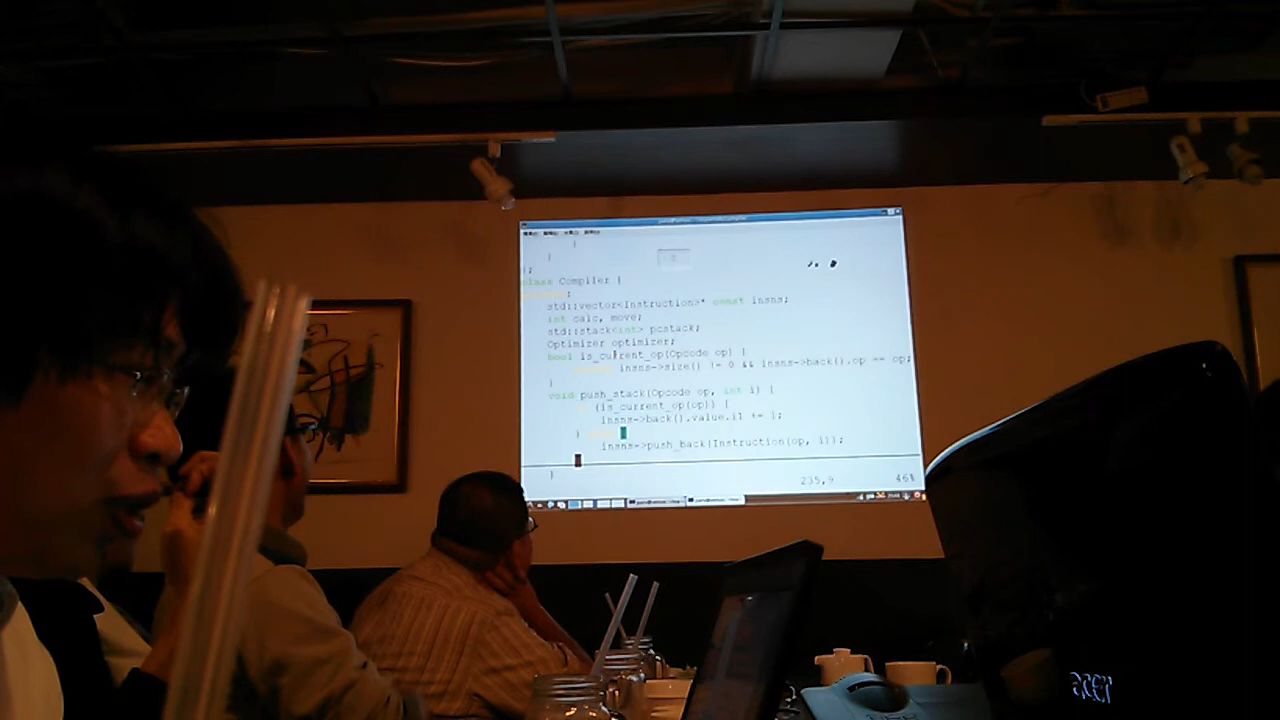 }
}
};
class Compiler {
std::vector<Instruction>* const insns;
int calc, move;
std::stack<int> pcstack;
Optimizer optimizer;
bool is_current_op(Opcode op) {
insns->size() != 0 && insns->back().op == op;
}
void push_stack(Opcode op, int i) {
(is_current_op(op)) {
insns->back().value.i1 += i;
}
insns->push_back(Instruction(op, i));
}
235,9 46%
acer